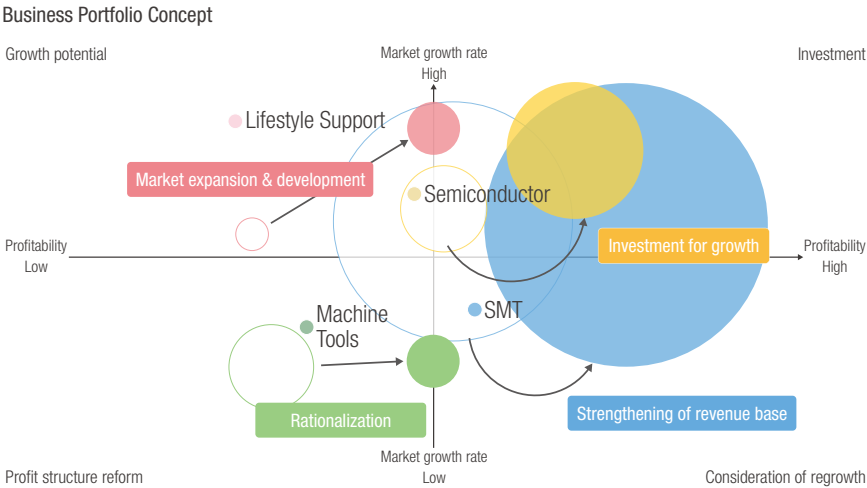 Business Portfolio Concept
Growth potential
Market growth rate
High
Investment
Lifestyle Support
Market expansion & development
Semiconductor
Profitability
Low
Investment for growth
Profitability
High
Machine
Tools
SMT
Rationalization
Strengthening of revenue base
Market growth rate
Low
Profit structure reform
Consideration of regrowth